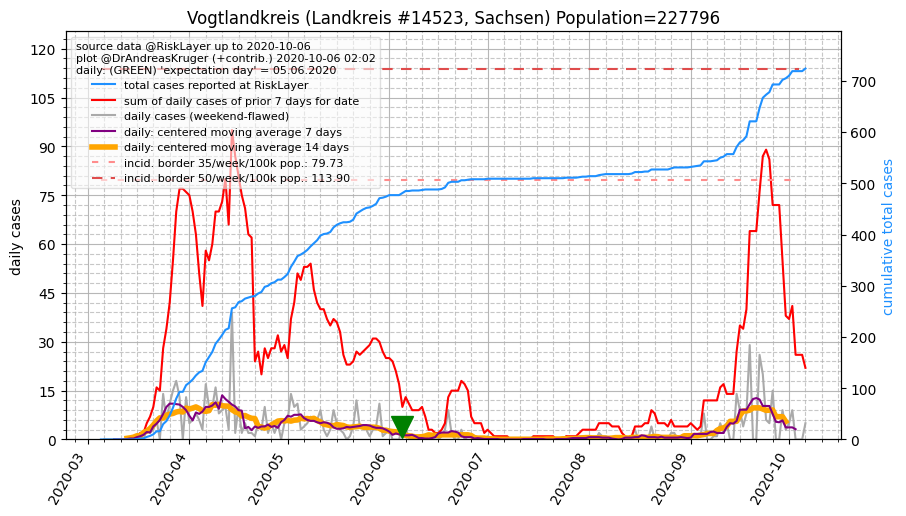 Vogtlandkreis (Landkreis #14523, Sachsen) Population=227796
source data @RiskLayer up to 2020-10-06
plot @DrAndreasKruger (+contrib.) 2020-10-06 02:02
daily: (GREEN) 'expectation day' = 05.06.2020
total cases reported at RiskLayer
sum of daily cases of prior 7 days for date
daily cases (weekend-flawed)
daily: centered moving average 7 days
daily: centered moving average 14 days
incid. border 35/week/100k pop.: 79.73
incid. border 50/week/100k pop.: 113.90
daily cases
120
105
90
75
60
45
30
15
0
cumulative total cases
700
600
500
400
300
200
100
0
2020-03
2020-04
2020-05
2020-06
2020-07
2020-08
2020-09
2020-10